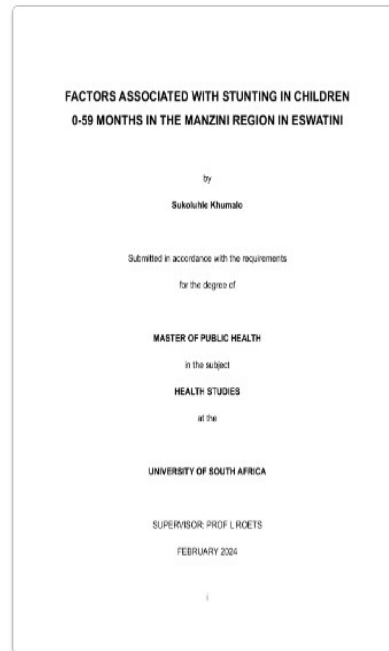 FACTORS ASSOCIATED WITH STUNTING IN CHILDREN
0-59 MONTHS IN THE MANZINI REGION IN ESWATINI
by
Sukoluhle Khumalo
Submitted in accordance with the requirements
for the degree of
MASTER OF PUBLIC HEALTH
in the subject
HEALTH STUDIES
at the
UNIVERSITY OF SOUTH AFRICA
SUPERVISOR: PROF L ROETS
FEBRUARY 2024
i